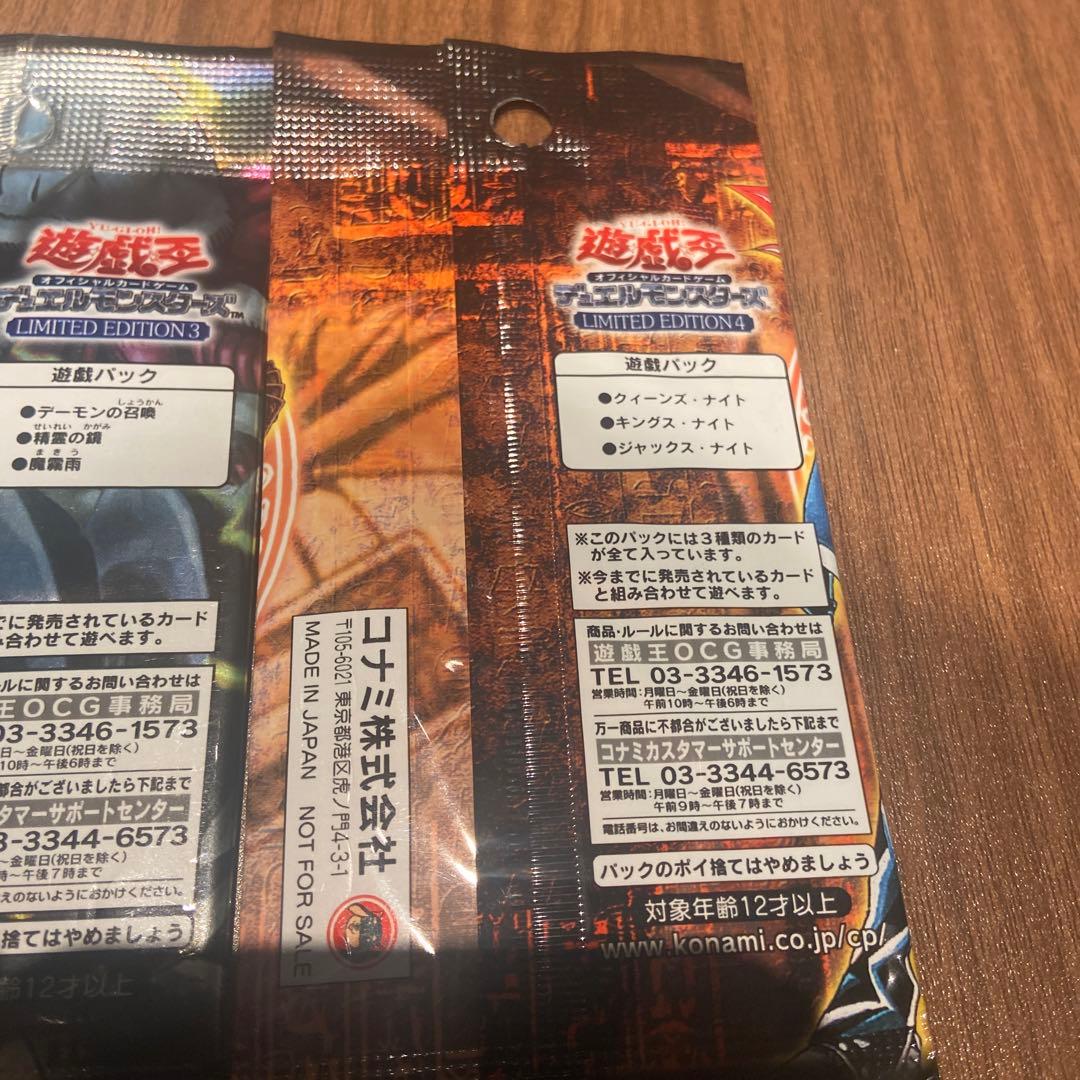 YU-GI-OH!
遊戯王
オフィシャルカードゲーム
デュエルモンスターズ™
LIMITED EDITION 3
遊戯パック
しょうかん
●デーモンの召喚
せいれい かがみ
●精霊の鏡
まきう
●魔霧雨
でに発売されているカード
み合わせて遊べます。
ルールに関するお問い合わせは
王OCG事務局
03-3346-1573
日～金曜日(祝日を除く)
10時～午後6時まで
都合がございましたら下記まで
タマーサポートセンター
3-3344-6573
～金曜日(祝日を除く)
時～午後7時まで
えのないようにおかけください。
捨てはやめましょう
齢12才以上
コナミ株式会社
〒105-6021 東京都港区虎ノ門4-3-1
MADE IN JAPAN NOT FOR SALE
YU-GI-OH!
遊戯王
オフィシャルカードゲーム
デュエルモンスターズ
LIMITED EDITION 4
遊戯パック
●クィーンズ・ナイト
●キングス・ナイト
●ジャックス・ナイト
※このパックには3種類のカード
が全て入っています。
※今までに発売されているカード
と組み合わせて遊べます。
商品・ルールに関するお問い合わせは
遊戯王OCG事務局
TEL 03-3346-1573
営業時間:月曜日～金曜日(祝日を除く)
午前10時～午後6時まで
万一商品に不都合がございましたら下記まで
コナミカスタマーサポートセンター
TEL 03-3344-6573
営業時間:月曜日～金曜日(祝日を除く)
午前9時～午後7時まで
電話番号は、お間違えのないようにおかけください。
パックのポイ捨てはやめましょう
対象年齢12才以上
www.konami.co.jp/cp/